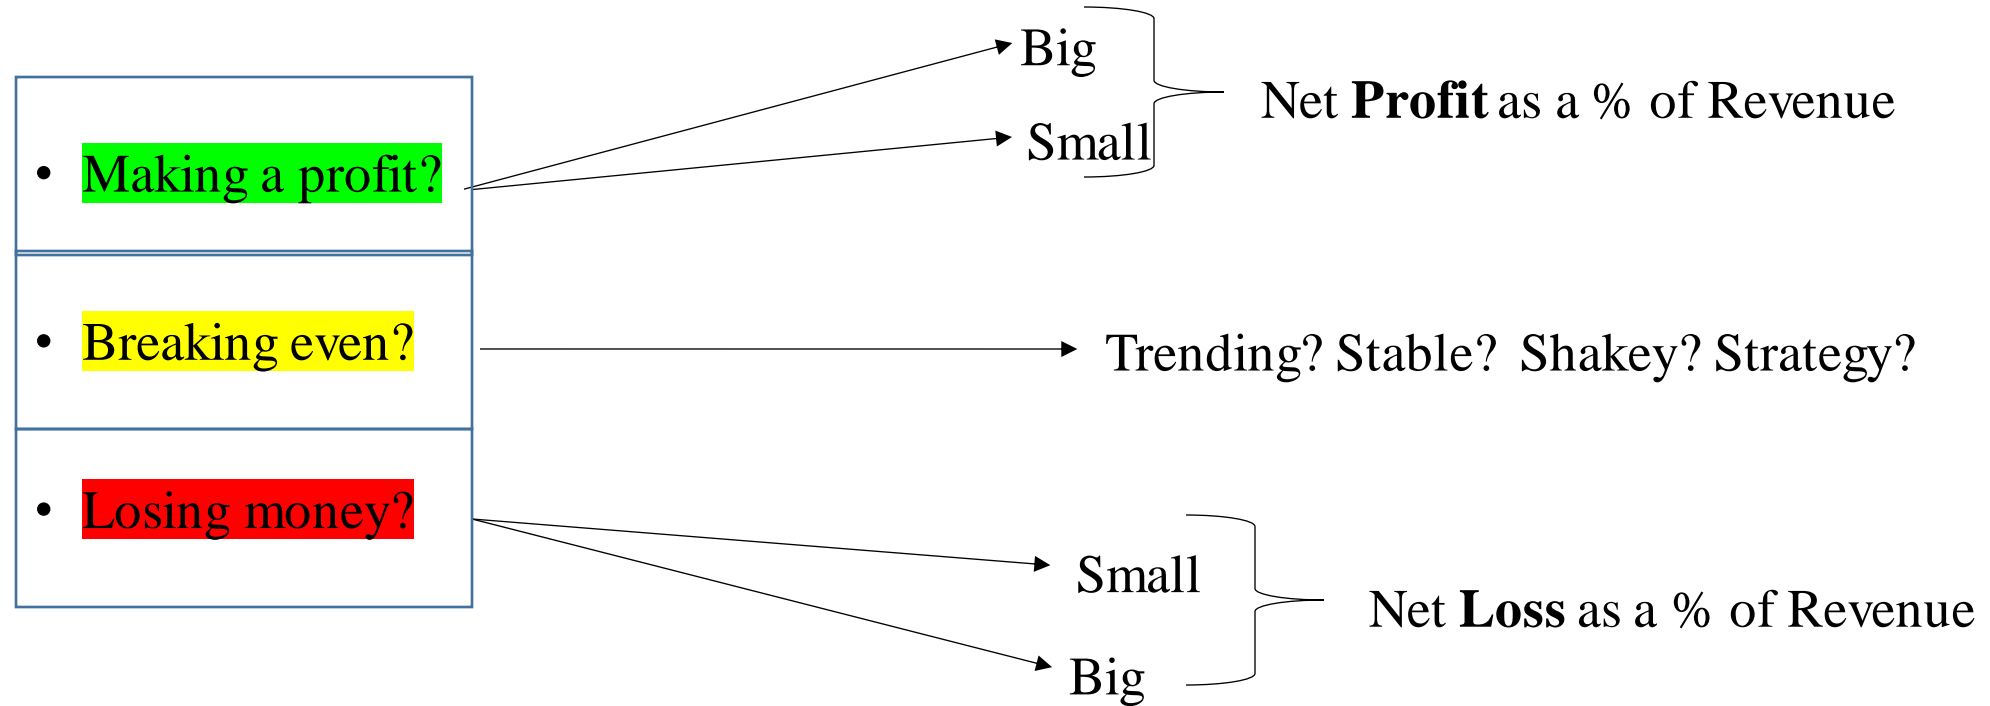 • Making a profit?
Big
Small
Net Profit as a % of Revenue
• Breaking even?
Trending? Stable?  Shakey? Strategy?
• Losing money?
Small
Big
Net Loss as a % of Revenue